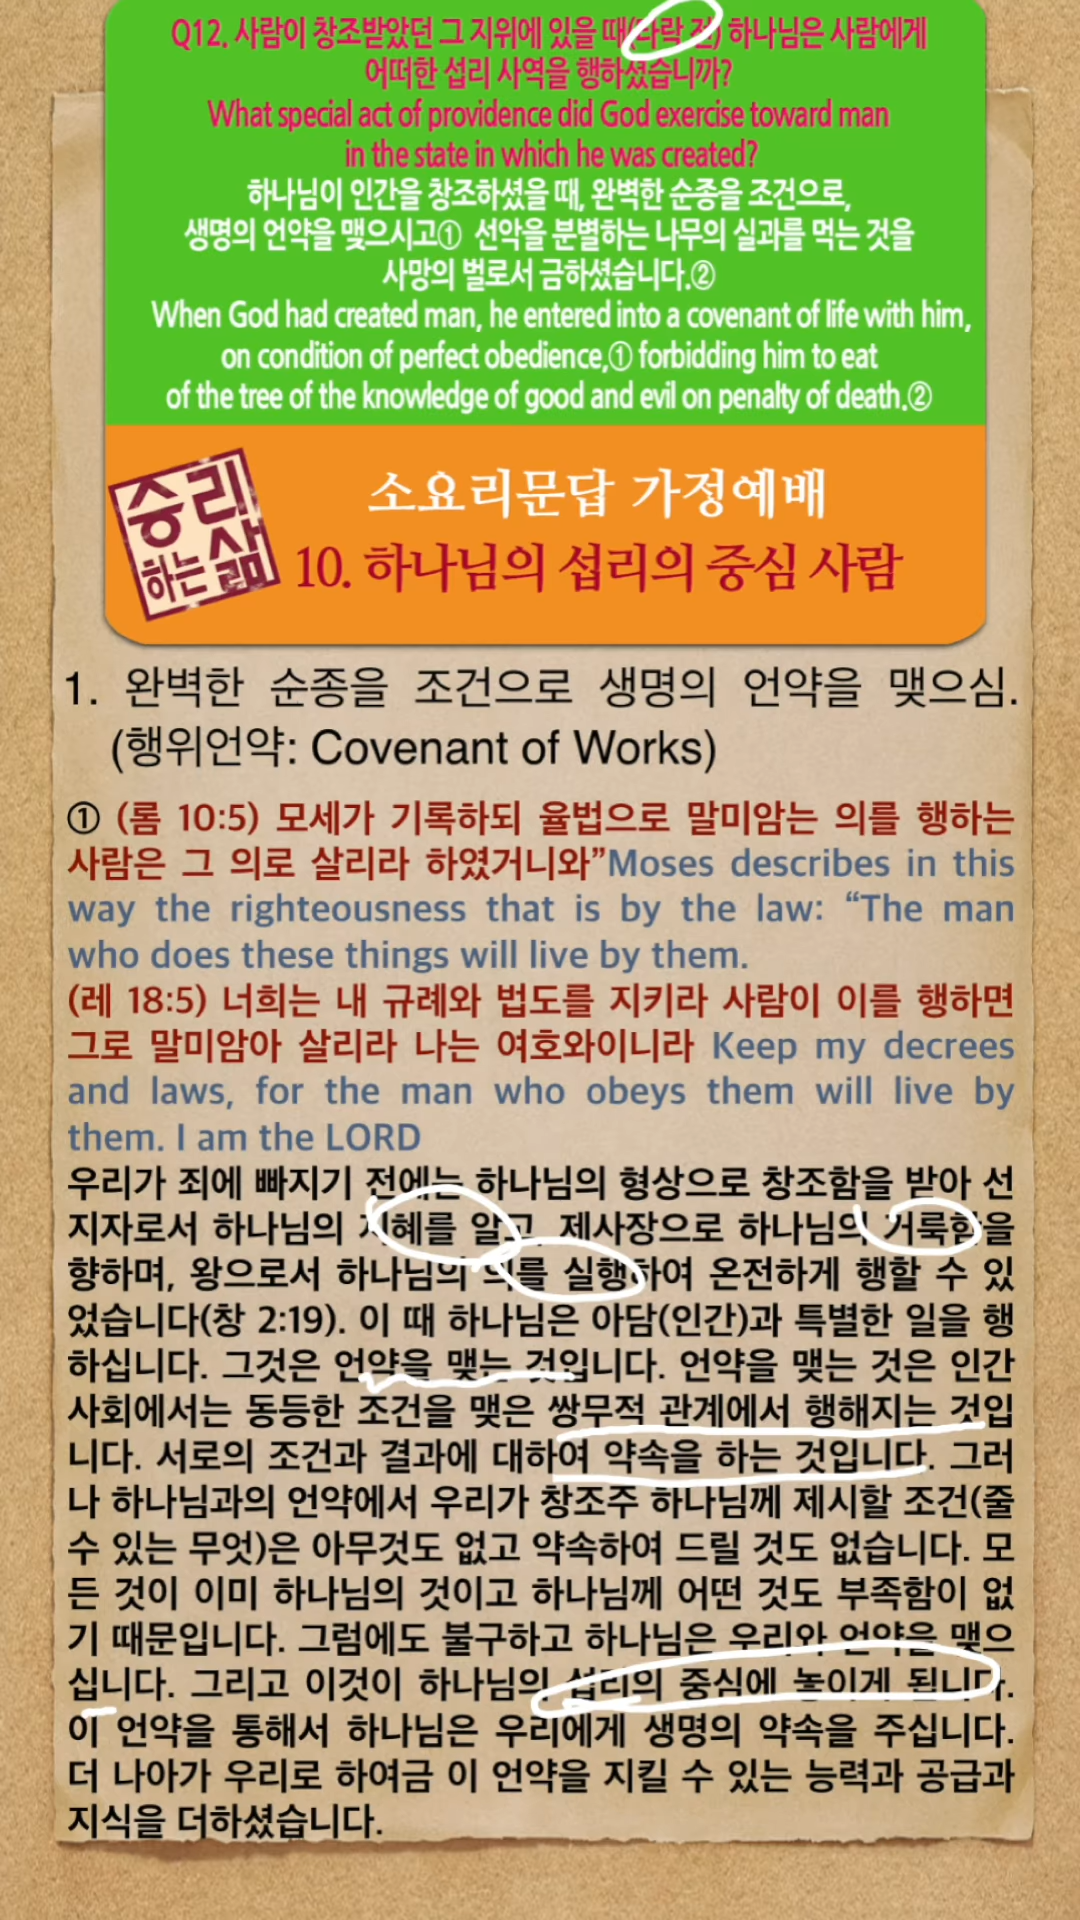 Q12. 사람이 창조받았던 그 지위에 있을 때(타락 전) 하나님은 사람에게
어떠한 섭리 사역을 행하셨습니까?
What special act of providence did God exercise toward man
in the state in which he was created?
하나님이 인간을 창조하셨을 때, 완벽한 순종을 조건으로,
생명의 언약을 맺으시고① 선악을 분별하는 나무의 실과를 먹는 것을
사망의 벌로서 금하셨습니다.②
When God had created man, he entered into a covenant of life with him,
on condition of perfect obedience,① forbidding him to eat
of the tree of the knowledge of good and evil on penalty of death.②
승리
하는 삶
소요리문답 가정예배
10. 하나님의 섭리의 중심 사람
1. 완벽한 순종을 조건으로 생명의 언약을 맺으심.
(행위언약: Covenant of Works)
① (롬 10:5) 모세가 기록하되 율법으로 말미암는 의를 행하는
사람은 그 의로 살리라 하였거니와”Moses describes in this
way the righteousness that is by the law: “The man
who does these things will live by them.
(레 18:5) 너희는 내 규례와 법도를 지키라 사람이 이를 행하면
그로 말미암아 살리라 나는 여호와이니라 Keep my decrees
and laws, for the man who obeys them will live by
them. I am the LORD
우리가 죄에 빠지기 전에는 하나님의 형상으로 창조함을 받아 선
지자로서 하나님의 지혜를 알고, 제사장으로 하나님의 거룩함을
향하며, 왕으로서 하나님의 의를 실행하여 온전하게 행할 수 있
었습니다(창 2:19). 이 때 하나님은 아담(인간)과 특별한 일을 행
하십니다. 그것은 언약을 맺는 것입니다. 언약을 맺는 것은 인간
사회에서는 동등한 조건을 맺은 쌍무적 관계에서 행해지는 것입
니다. 서로의 조건과 결과에 대하여 약속을 하는 것입니다. 그러
나 하나님과의 언약에서 우리가 창조주 하나님께 제시할 조건(줄
수 있는 무엇)은 아무것도 없고 약속하여 드릴 것도 없습니다. 모
든 것이 이미 하나님의 것이고 하나님께 어떤 것도 부족함이 없
기 때문입니다. 그럼에도 불구하고 하나님은 우리와 언약을 맺으
십니다. 그리고 이것이 하나님의 섭리의 중심에 놓이게 됩니다.
이 언약을 통해서 하나님은 우리에게 생명의 약속을 주십니다.
더 나아가 우리로 하여금 이 언약을 지킬 수 있는 능력과 공급과
지식을 더하셨습니다.